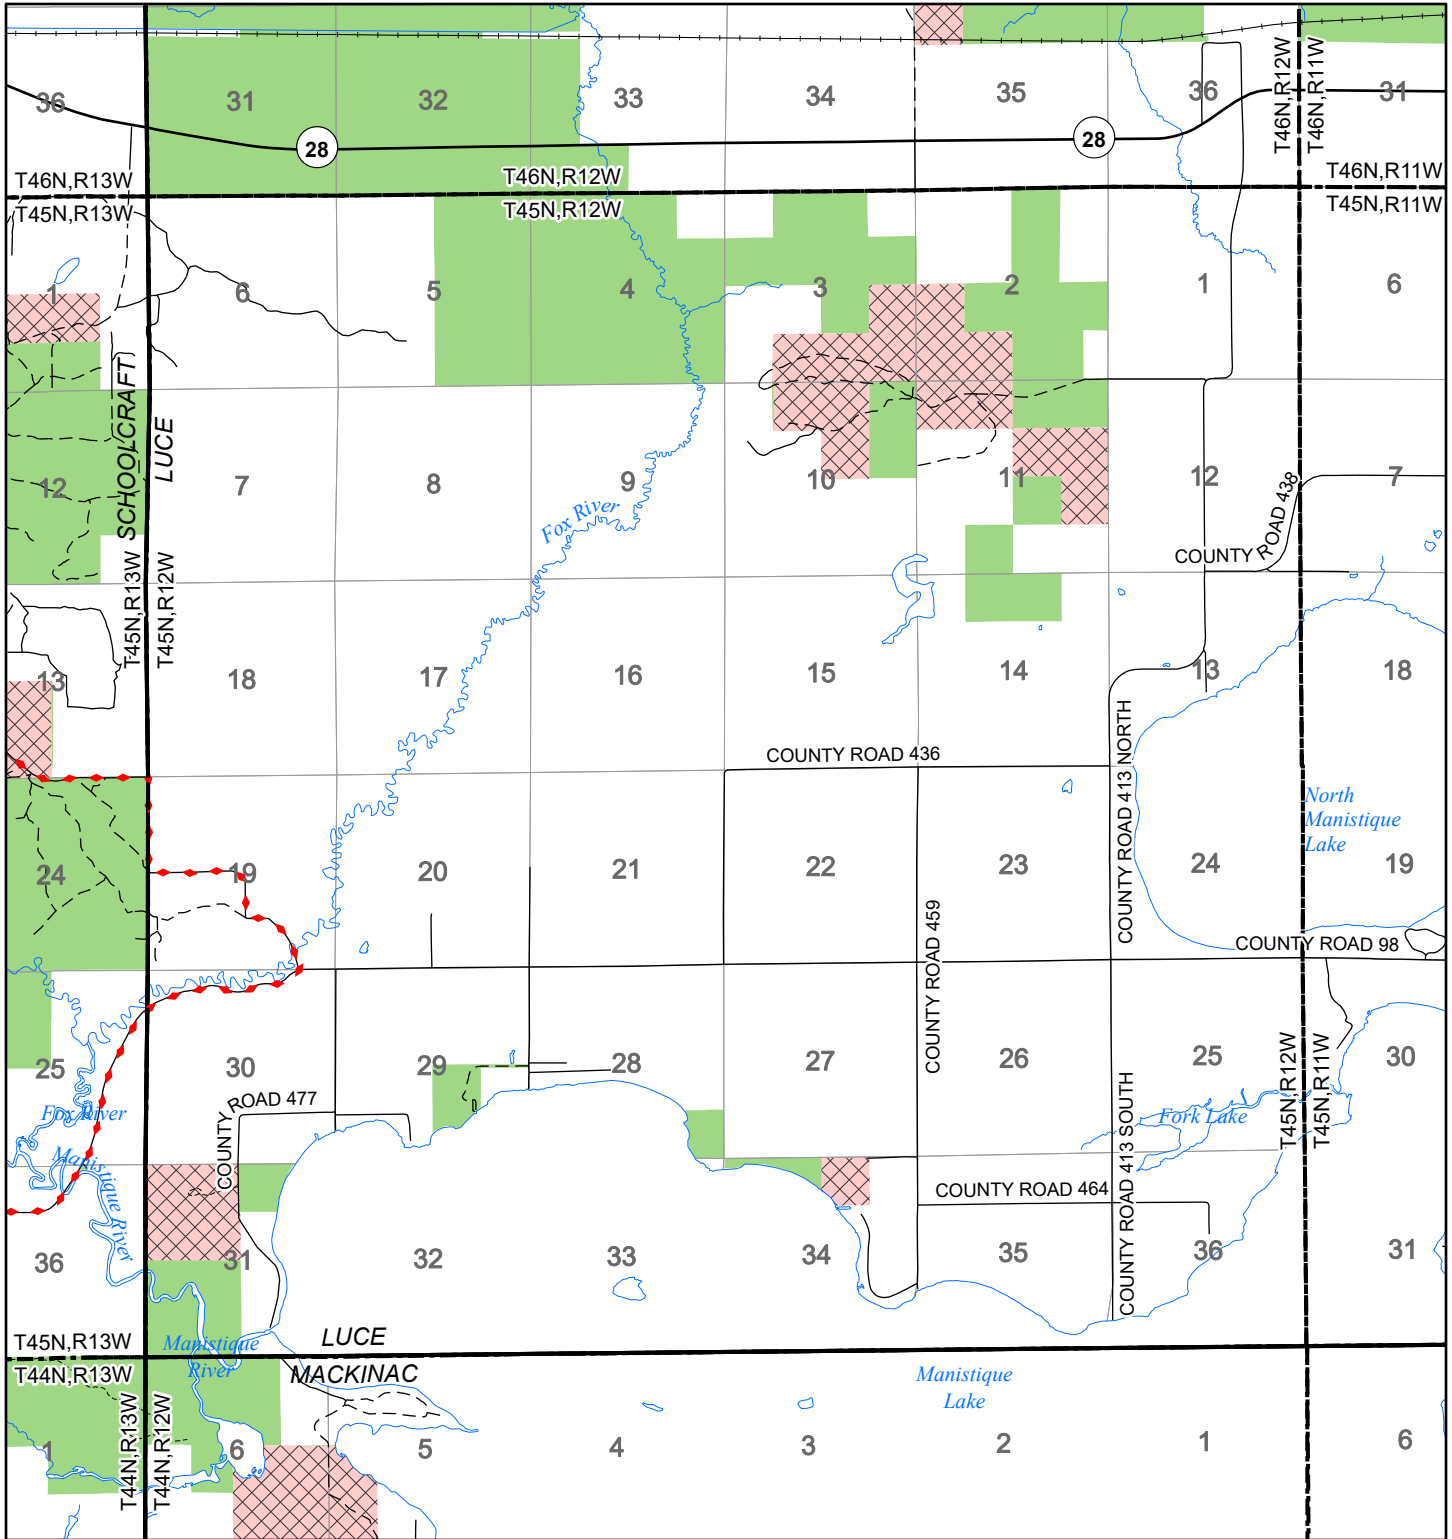 36
31
32
33
34
35
36
31
28
28
T46N,R12W
T46N,R11W
T46N,R13W
T46N,R12W
T46N,R11W
T45N,R13W
T45N,R12W
T45N,R11W
1
6
5
4
3
2
1
6
SCHOOLCRAFT
LUCE
12
7
8
9
10
11
12
7
Fox River
COUNTY ROAD 438
T45N,R13W
T45N,R12W
13
18
17
16
15
14
13
18
COUNTY ROAD 436
COUNTY ROAD 413 NORTH
North
Manistique
Lake
24
19
20
21
22
23
24
19
COUNTY ROAD 459
COUNTY ROAD 98
25
30
29
28
27
26
25
30
Fox River
COUNTY ROAD 477
COUNTY ROAD 413 SOUTH
Fork Lake
T45N,R12W
T45N,R11W
Manistique River
COUNTY ROAD 464
36
31
32
33
34
35
36
31
T45N,R13W
Manistique
River
LUCE
T44N,R13W
MACKINAC
Manistique
Lake
T44N,R13W
T44N,R12W
1
6
5
4
3
2
1
6